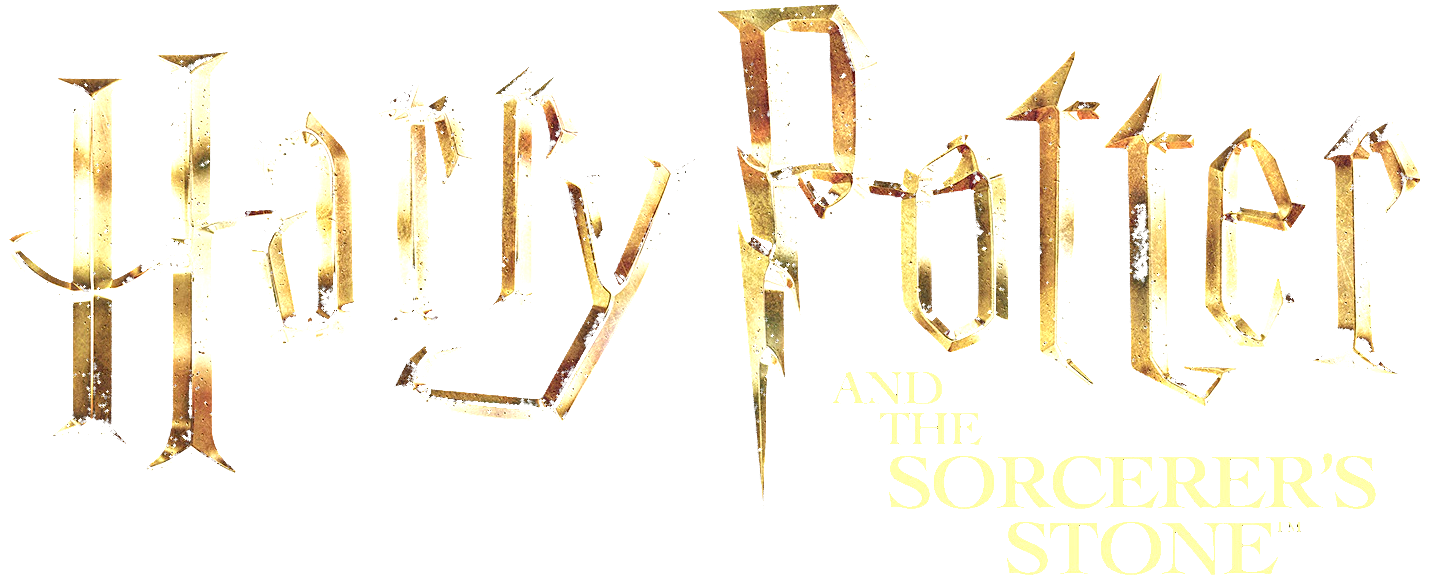 Harry Potter
AND
THE
SORCERER'S
STONE™